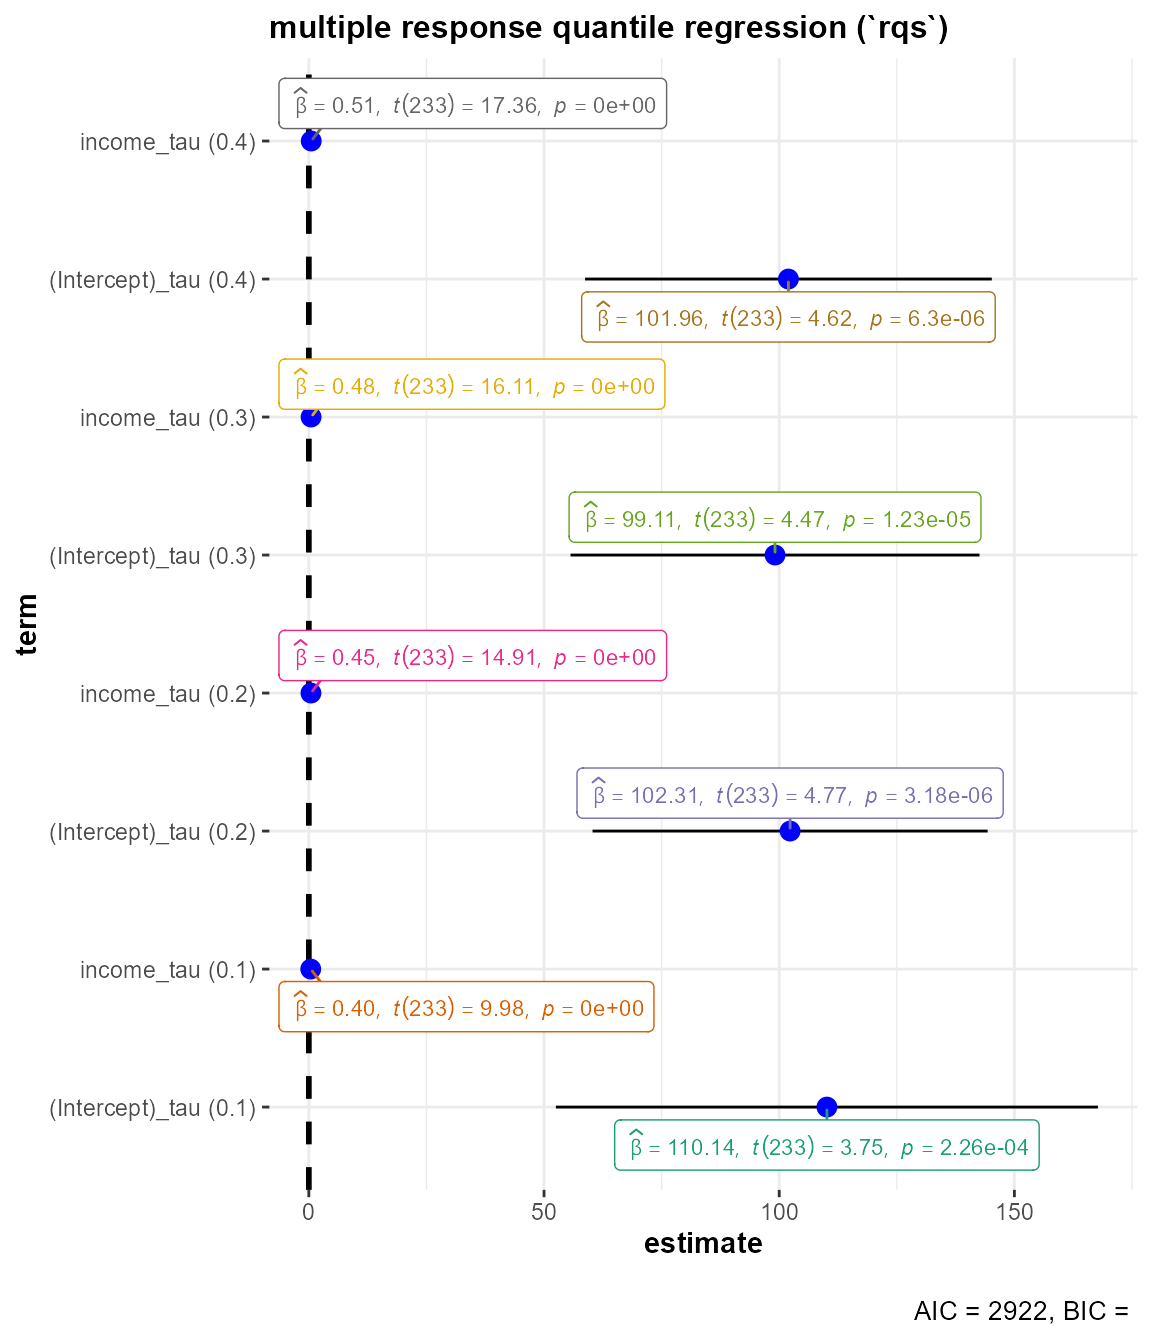 multiple response quantile regression (`rqs`)
β̂ = 0.51, t(233) = 17.36, p = 0e+00
income_tau (0.4)
(Intercept)_tau (0.4)
β̂ = 101.96, t(233) = 4.62, p = 6.3e-06
β̂ = 0.48, t(233) = 16.11, p = 0e+00
income_tau (0.3)
β̂ = 99.11, t(233) = 4.47, p = 1.23e-05
(Intercept)_tau (0.3)
term
β̂ = 0.45, t(233) = 14.91, p = 0e+00
income_tau (0.2)
β̂ = 102.31, t(233) = 4.77, p = 3.18e-06
(Intercept)_tau (0.2)
income_tau (0.1)
β̂ = 0.40, t(233) = 9.98, p = 0e+00
(Intercept)_tau (0.1)
β̂ = 110.14, t(233) = 3.75, p = 2.26e-04
0 50 100 150
estimate
AIC = 2922, BIC =